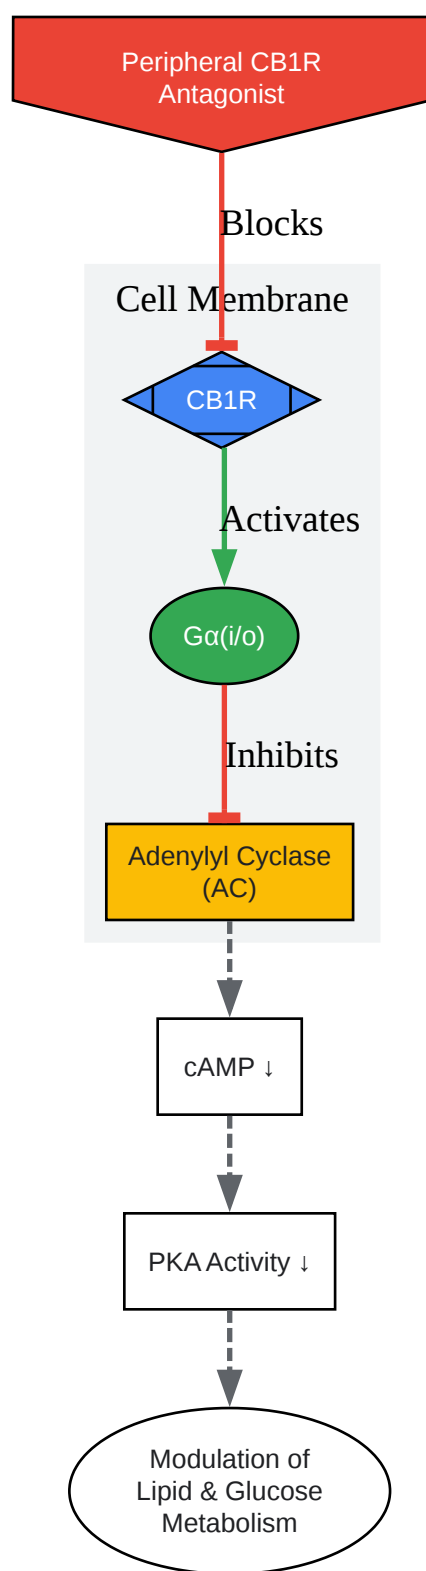 Peripheral CB1R
Antagonist
Blocks
Cell Membrane
CB1R
Activates
Gα(i/o)
Inhibits
Adenylyl Cyclase
(AC)
cAMP ↓
PKA Activity ↓
Modulation of
Lipid & Glucose
Metabolism